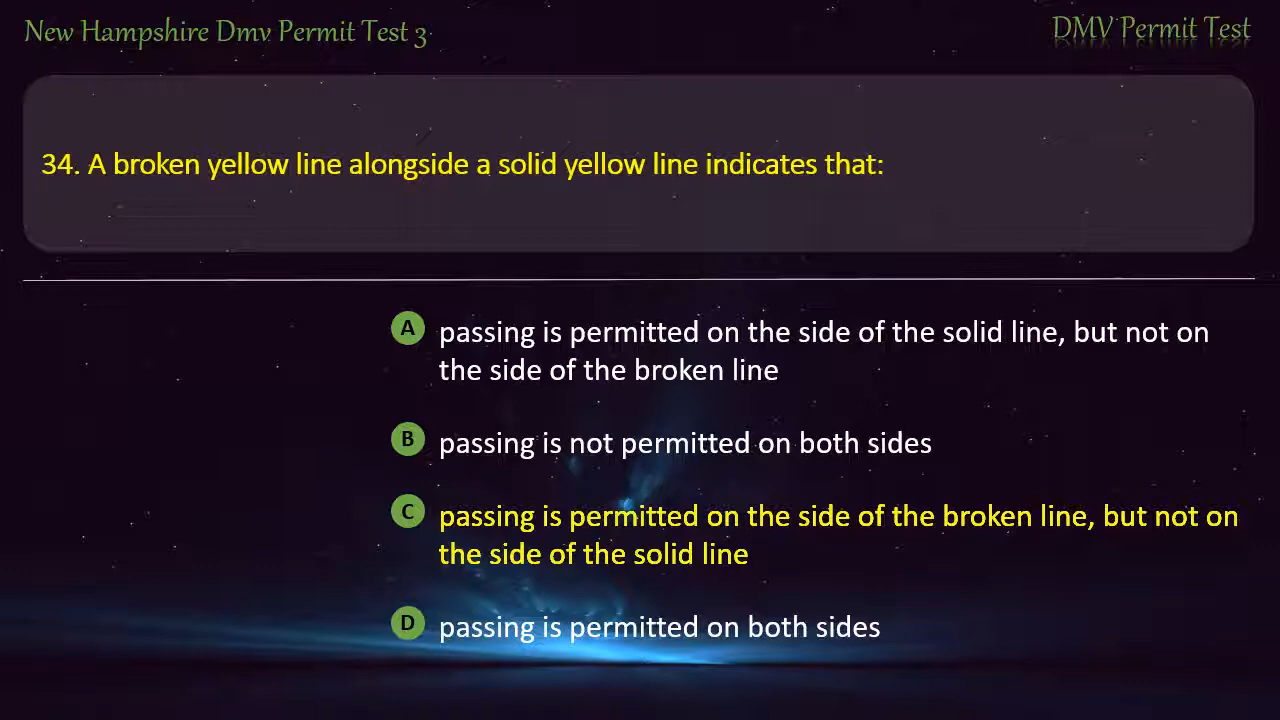 New Hampshire Dmv Permit Test 3
DMV Permit Test
34. A broken yellow line alongside a solid yellow line indicates that:
A passing is permitted on the side of the solid line, but not on
the side of the broken line
B passing is not permitted on both sides
C passing is permitted on the side of the broken line, but not on
the side of the solid line
D passing is permitted on both sides